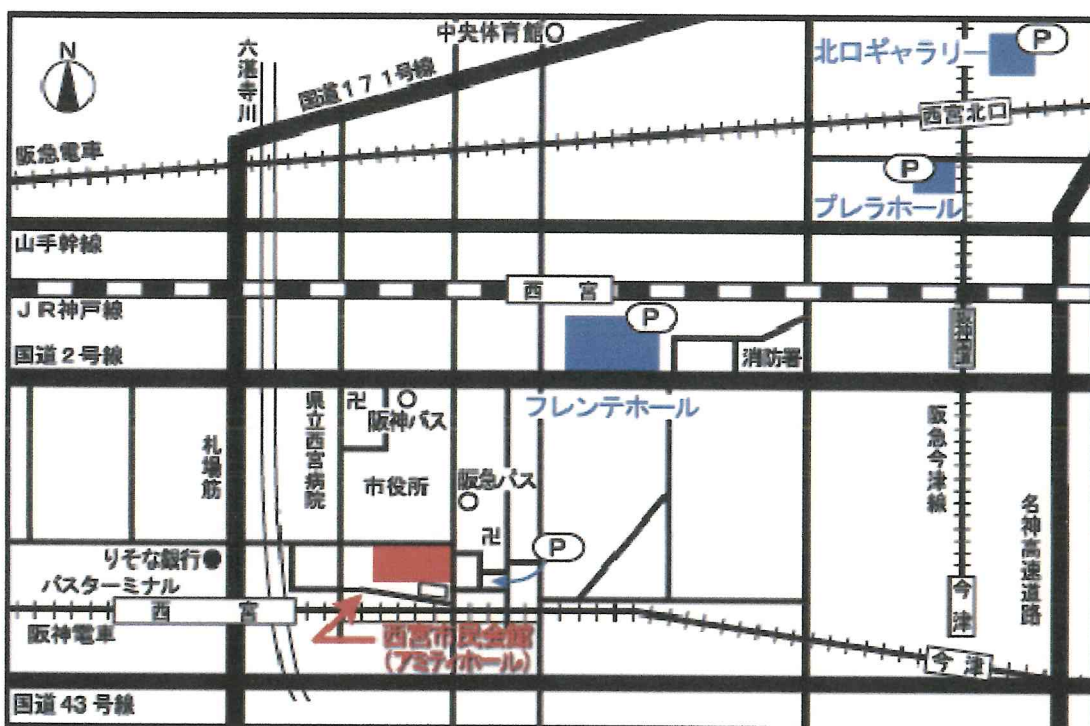 中央体育館
P
北口ギャラリー
N
六湛寺川
国道171号線
西宮北口
阪急電車
P
プレラホール
山手幹線
西宮
JR神戸線
P
阪神国道
国道2号線
消防署
フレンテホール
卍
阪神バス
県立西宮病院
札場筋
阪急今津線
市役所
阪急バス
名神高速道路
卍
P
りそな銀行
バスターミナル
西宮
今津
阪神電車
西宮市民会館
(アミティホール)
今津
国道43号線